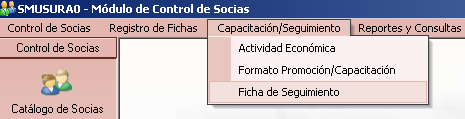 SMUSURA0 - Módulo de Control de Socias
Control de Socias Registro de Fichas Capacitación/Seguimiento Reportes y Consultas
Control de Socias
Actividad Económica
Formato Promoción/Capacitación
Ficha de Seguimiento
Catálogo de Socias